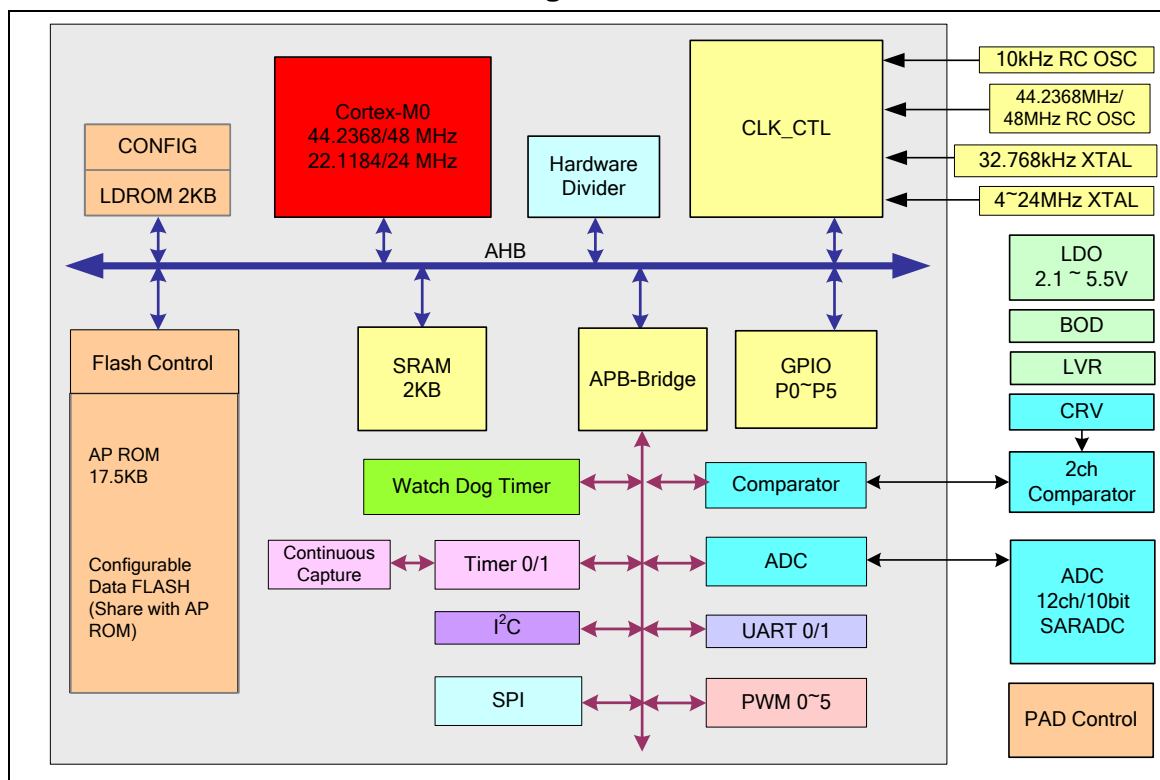 Cortex-M0
44.2368/48 MHz
22.1184/24 MHz
CLK_CTL
10kHz RC OSC
44.2368MHz/
48MHz RC OSC
32.768kHz XTAL
4~24MHz XTAL
CONFIG
LDROM 2KB
Hardware
Divider
AHB
LDO
2.1 ~ 5.5V
BOD
LVR
CRV
2ch
Comparator
Flash Control
AP ROM
17.5KB
Configurable
Data FLASH
(Share with AP
ROM)
SRAM
2KB
APB-Bridge
GPIO
P0~P5
Watch Dog Timer
Comparator
Continuous
Capture
Timer 0/1
ADC
ADC
12ch/10bit
SARADC
I²C
UART 0/1
SPI
PWM 0~5
PAD Control